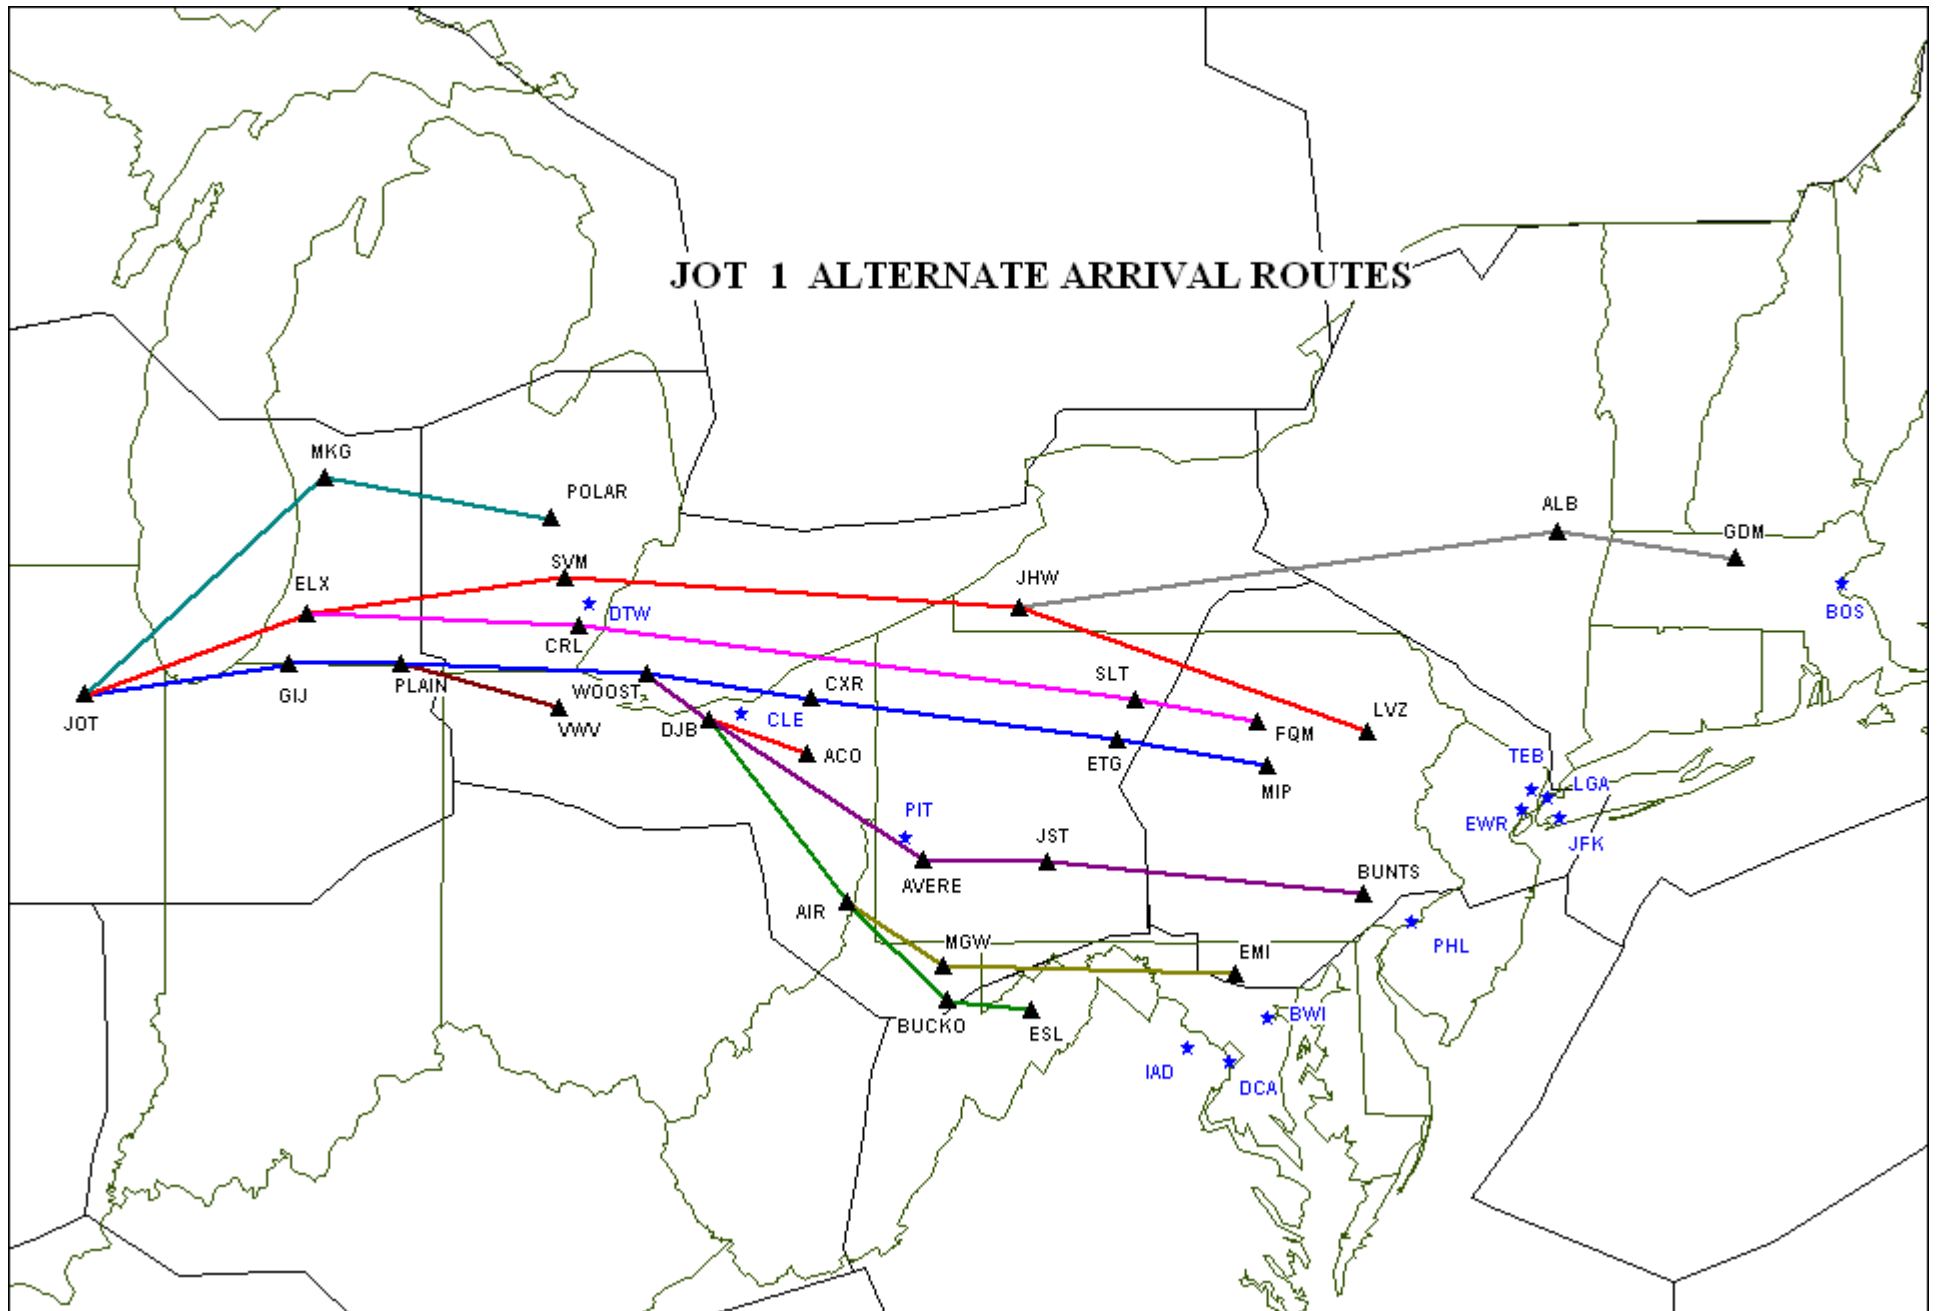 JOT 1 ALTERNATE ARRIVAL ROUTES
MKG
POLAR
ALB
GDM
SVM
ELX
JHW
DTW
BOS
CRL
SLT
PLAIN
WOOST
CXR
GIJ
LVZ
JOT
VWV
DJB
CLE
FQM
ACO
ETG
TEB
LGA
MIP
PIT
EWR
JFK
JST
AVERE
BUNTS
AIR
MGW
EMI
PHL
BUCKO
ESL
BWI
IAD
DCA